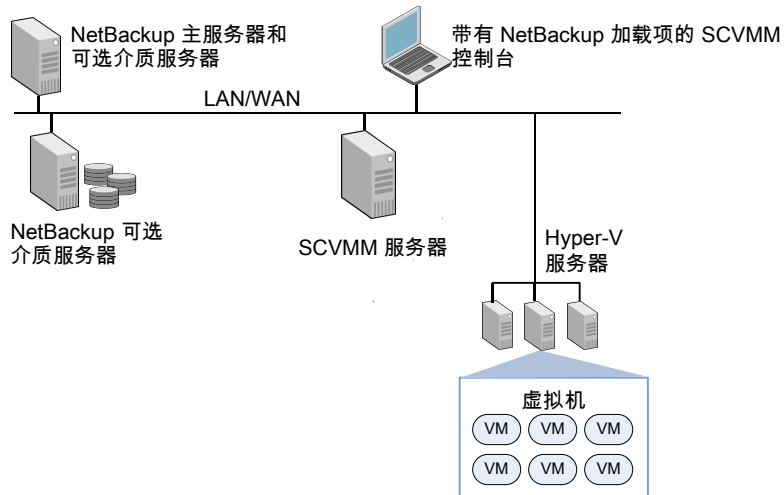 NetBackup 主服务器和
可选介质服务器
带有 NetBackup 加载项的 SCVMM
控制台
LAN/WAN
NetBackup 可选
介质服务器
SCVMM 服务器
Hyper-V
服务器
虚拟机
VM VM VM
VM VM VM